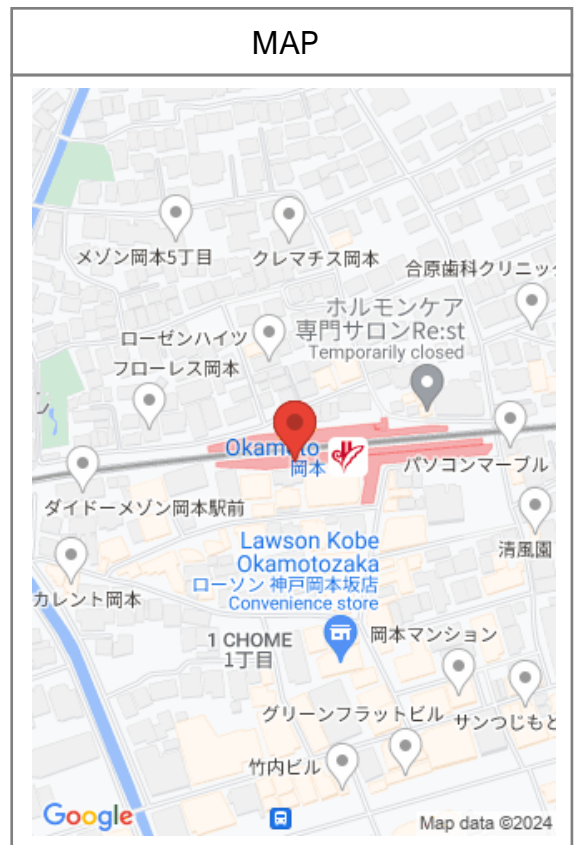 MAP
メゾン岡本5丁目
クレマチス岡本
合原歯科クリニッ
ホルモンケア
専門サロンRe:st
Temporarily closed
ローゼンハイツ
フローレス岡本
Okamoto
岡本
パソコンマーブル
ダイドーメゾン岡本駅前
清風園
Lawson Kobe
Okamotozaka
ローソン 神戸岡本坂店
Convenience store
カレント岡本
1 CHOME
1丁目
岡本マンション
グリーンフラットビル
サンつじもと
竹内ビル
Google
Map data ©2024